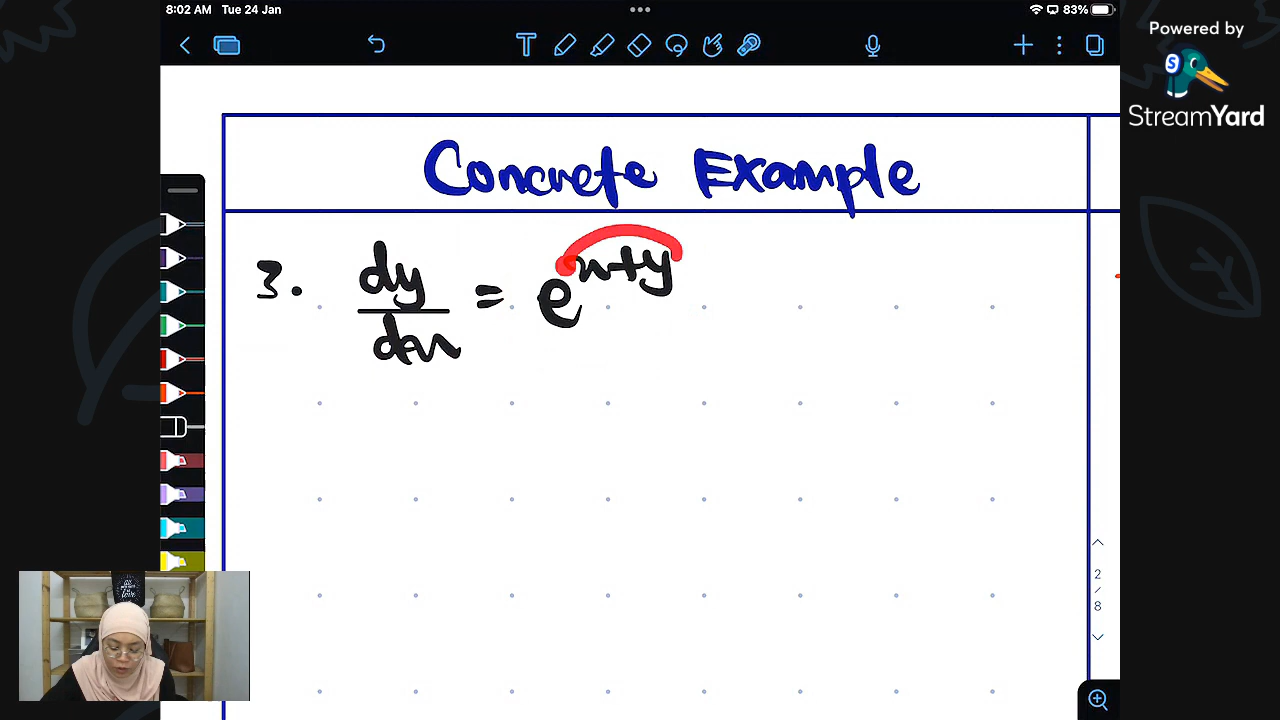 8:02 AM Tue 24 Jan
83%
Powered by
StreamYard
Concrete Example
3. dy/dx = e^{x+y}
2
/
8